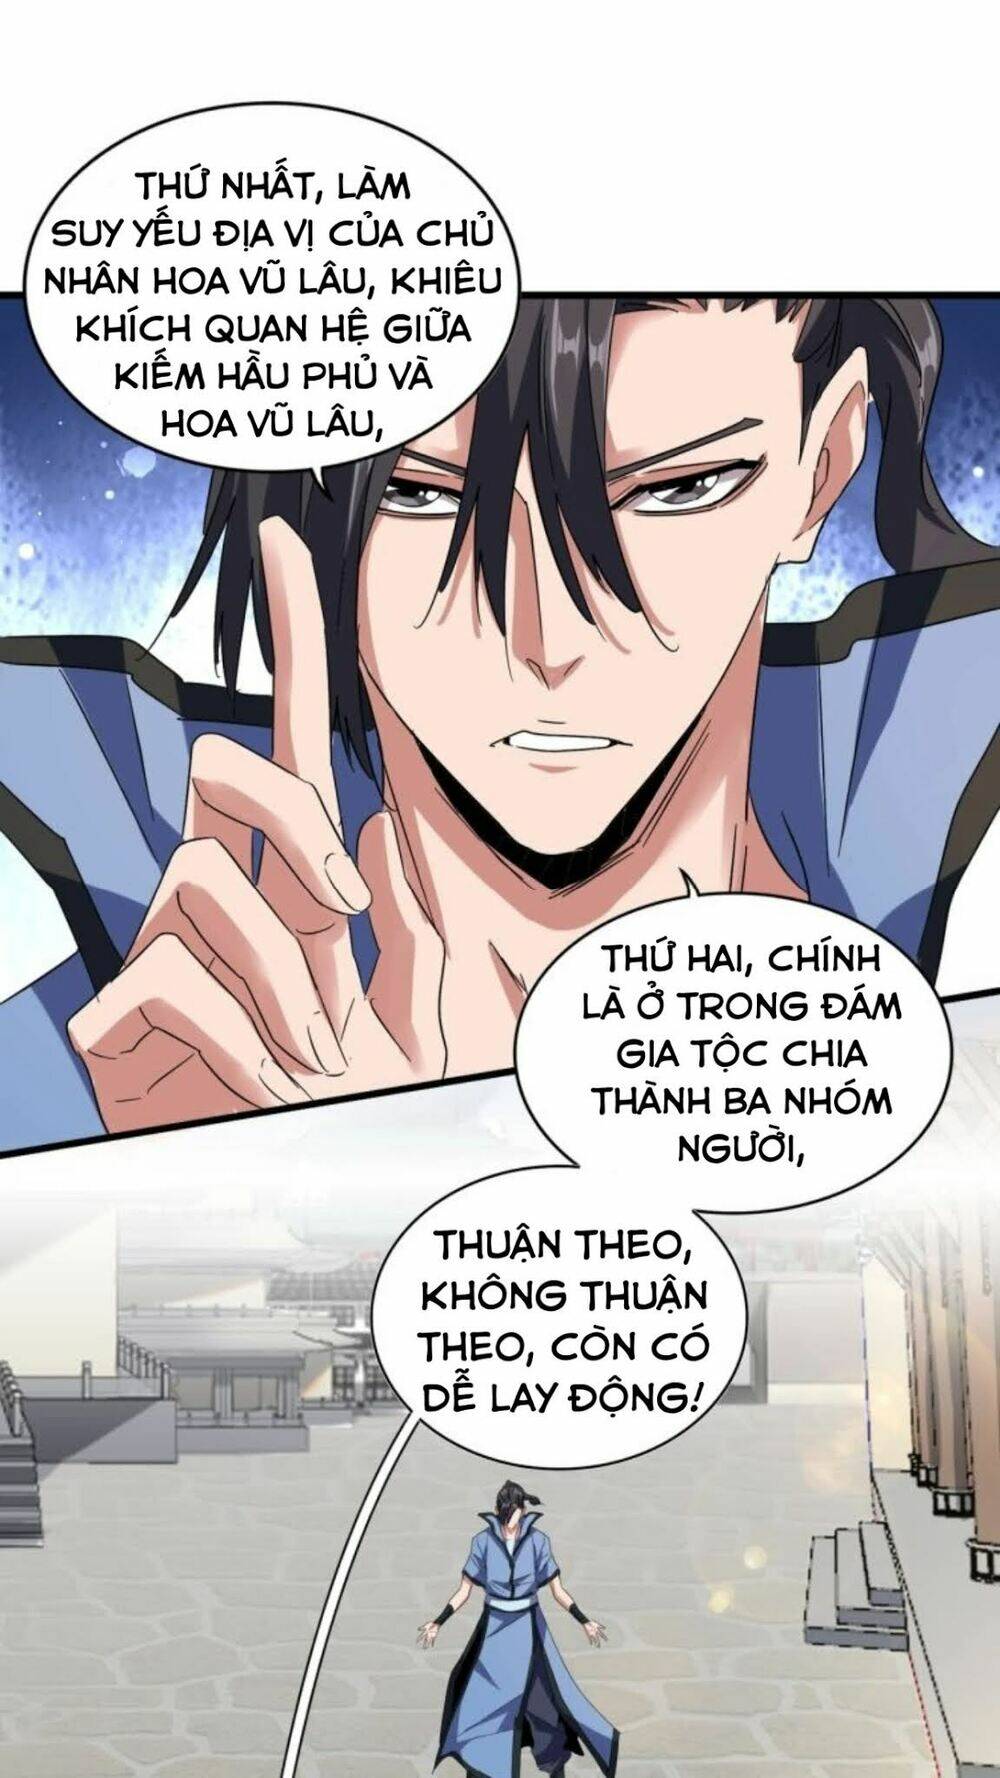 THỨ NHẤT, LÀM
SUY YẾU ĐỊA VỊ CỦA CHỦ
NHÂN HOA VŨ LÂU, KHIÊU
KHÍCH QUAN HỆ GIỮA
KIẾM HẦU PHỦ VÀ
HOA VŨ LÂU,
THỨ HAI, CHÍNH
LÀ Ở TRONG ĐÁM
GIA TỘC CHIA
THÀNH BA NHÓM
NGƯỜI,
THUẬN THEO,
KHÔNG THUẬN
THEO, CÒN CÓ
DỄ LAY ĐỘNG!